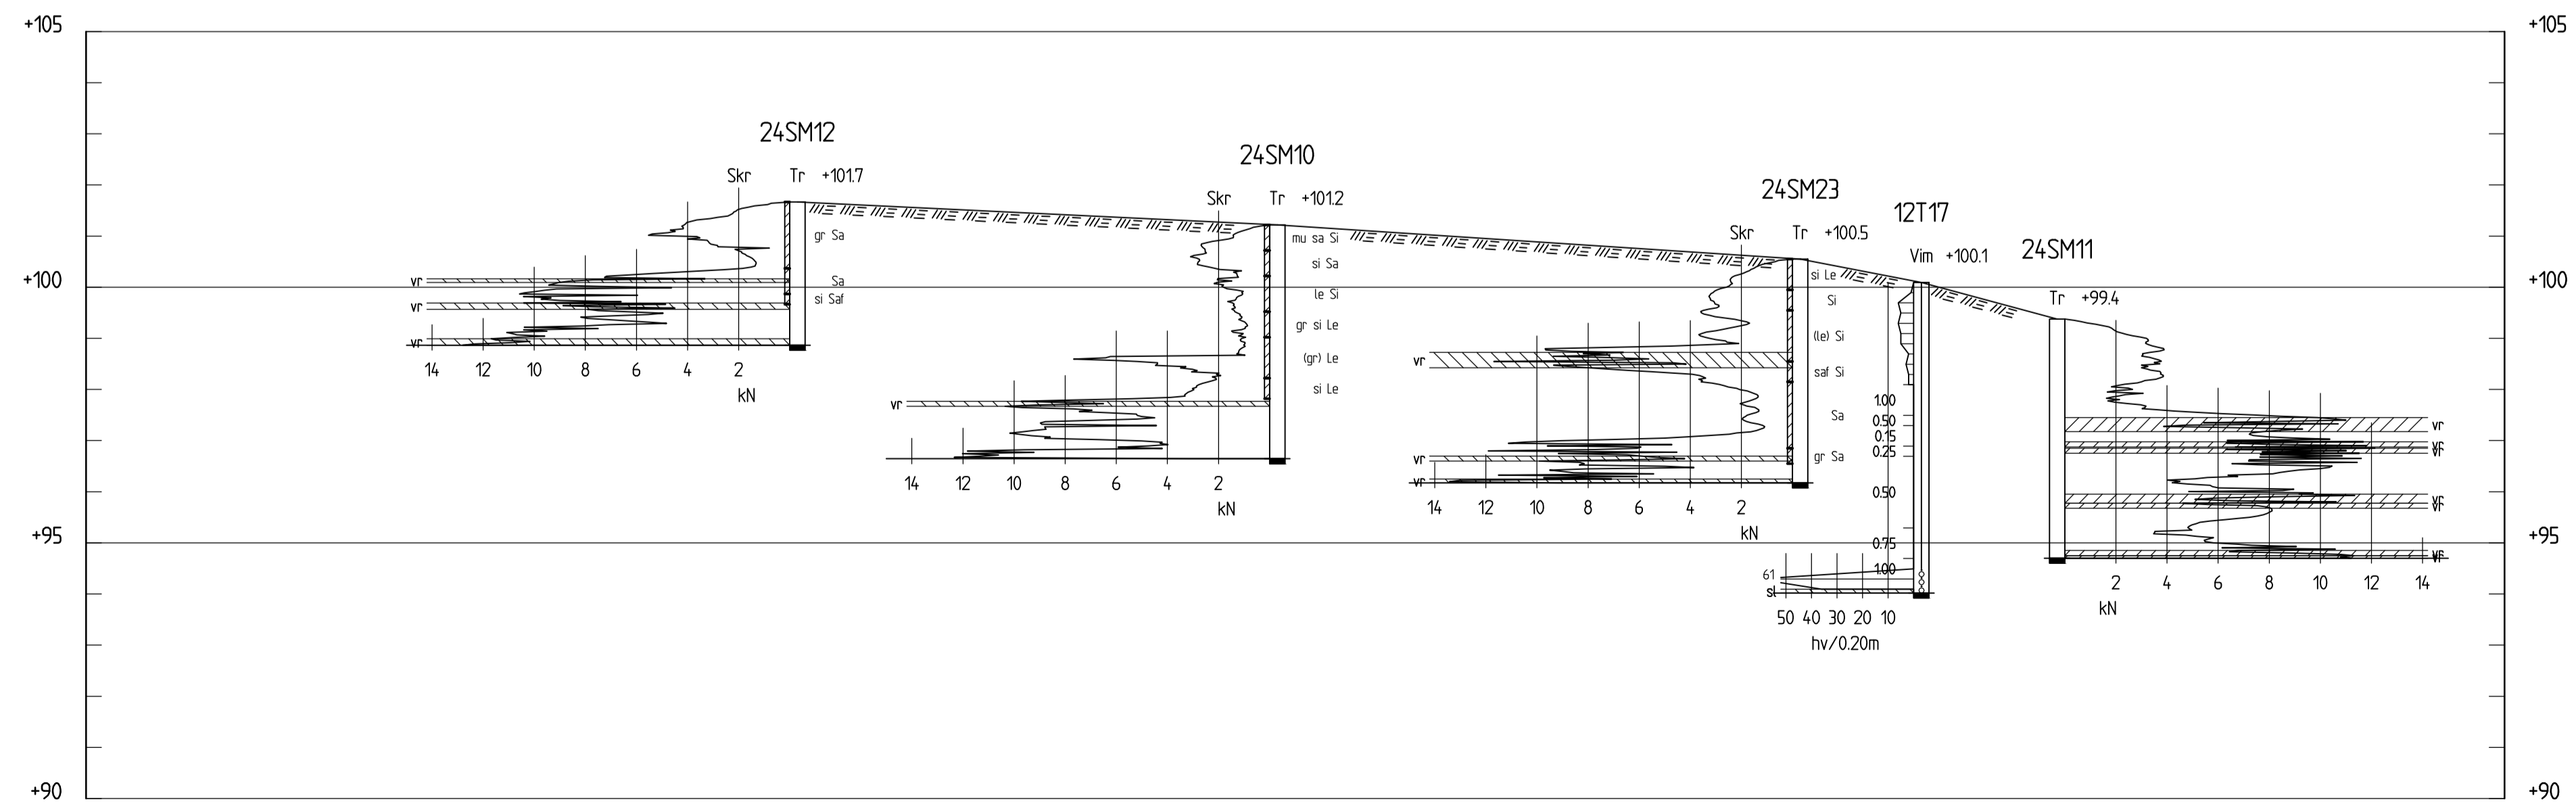 +105
+105
24SM12
24SM10
Skr Tr +101.7
24SM23
Skr Tr +101.2
12T17
Skr Tr +100.5
24SM11
gr Sa
mu sa Si
Vim +100.1
si Sa
si Le
+100
+100
vr
Sa
le Si
Si
Tr +99.4
si Saf
vr
gr si Le
(le) Si
vr
(gr) Le
vr
saf Si
14 12 10 8 6 4 2
kN
si Le
1.00
vr
Sa
0.50
vr
0.15
vr
vr
0.25
vr
gr Sa
vr
14 12 10 8 6 4 2
kN
0.50
vr
vr
14 12 10 8 6 4 2
kN
+95
+95
0.75
vr
vr
1.00
61
sl
2 4 6 8 10 12 14
kN
50 40 30 20 10
hv/0.20m
+90
+90